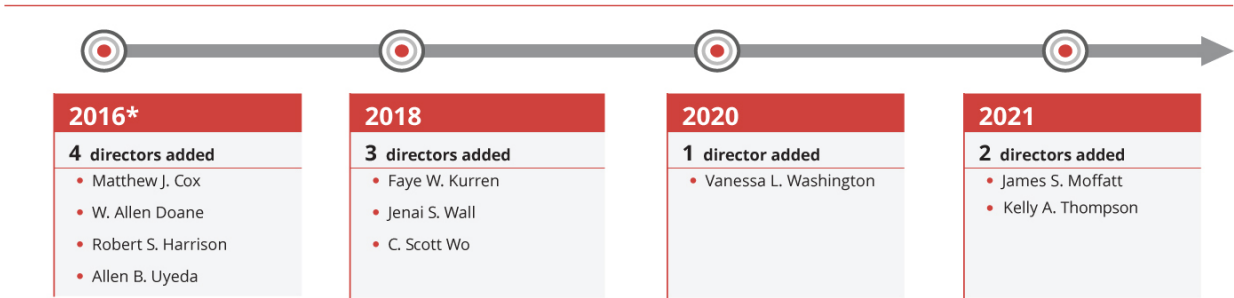 2016*
4 directors added
• Matthew J. Cox
• W. Allen Doane
• Robert S. Harrison
• Allen B. Uyeda
2018
3 directors added
• Faye W. Kurren
• Jenai S. Wall
• C. Scott Wo
2020
1 director added
• Vanessa L. Washington
2021
2 directors added
• James S. Moffatt
• Kelly A. Thompson